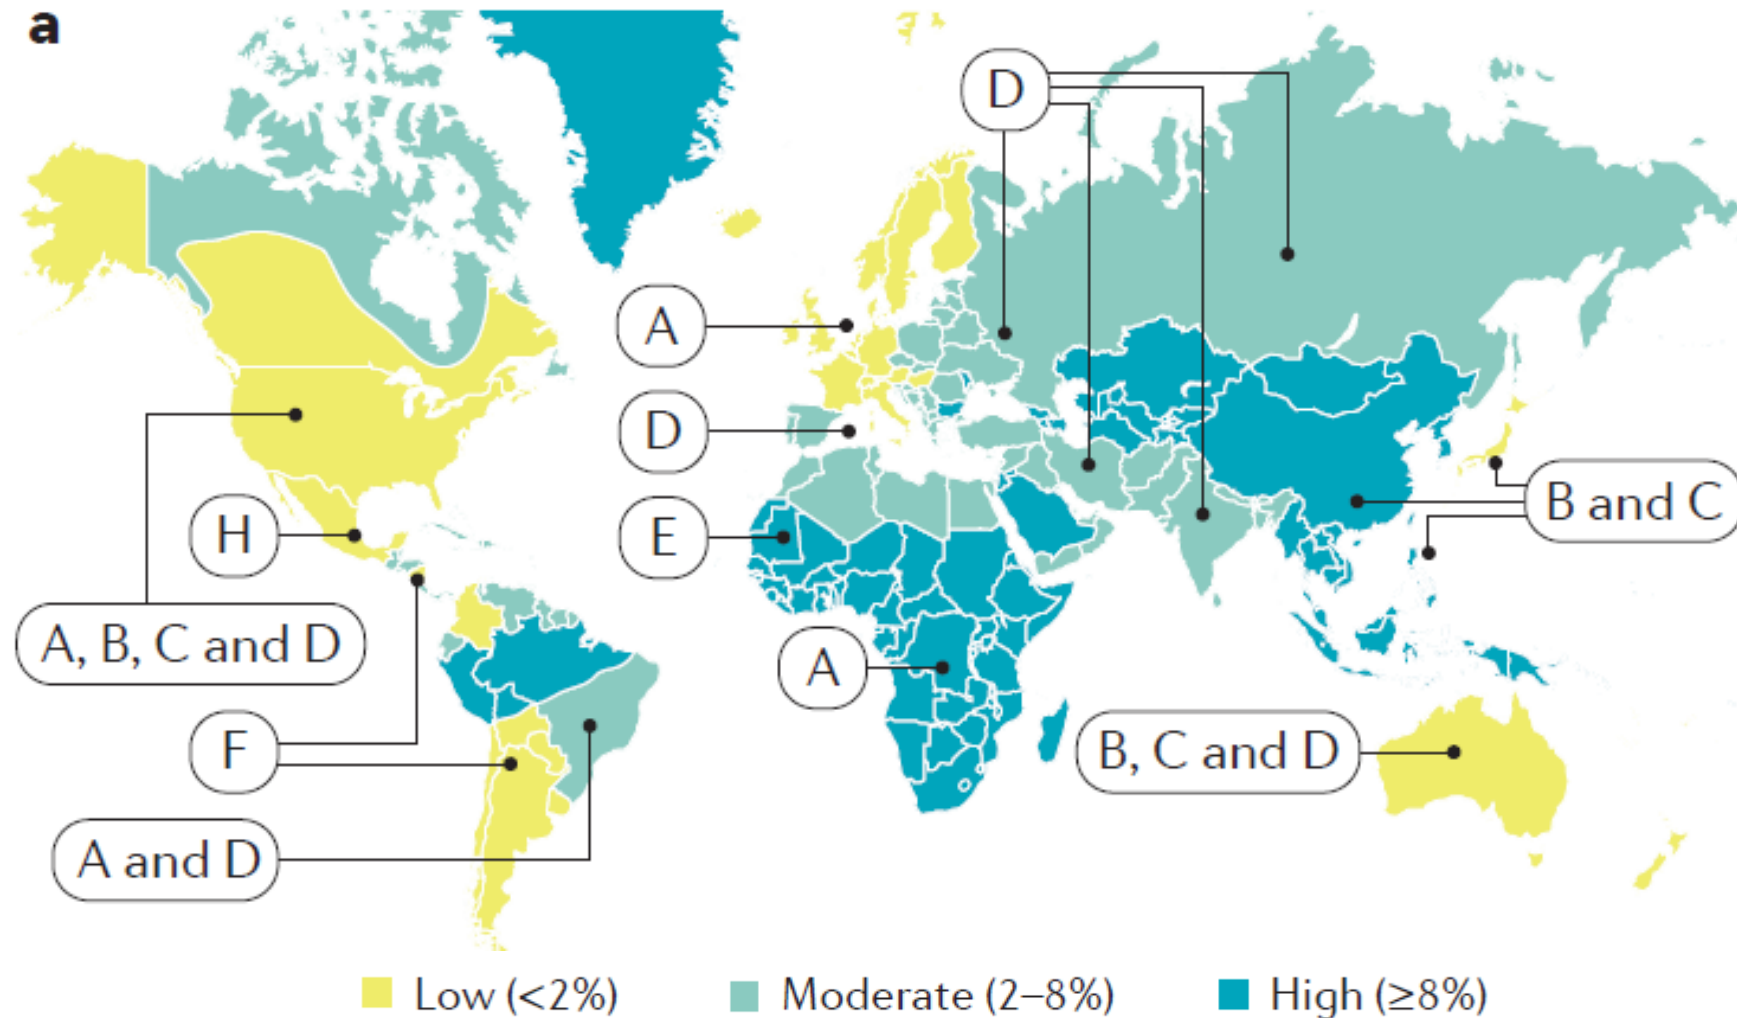 a
D
A
D
B and C
H
E
A, B, C and D
A
F
B, C and D
A and D
Low (<2%)
Moderate (2–8%)
High (≥8%)